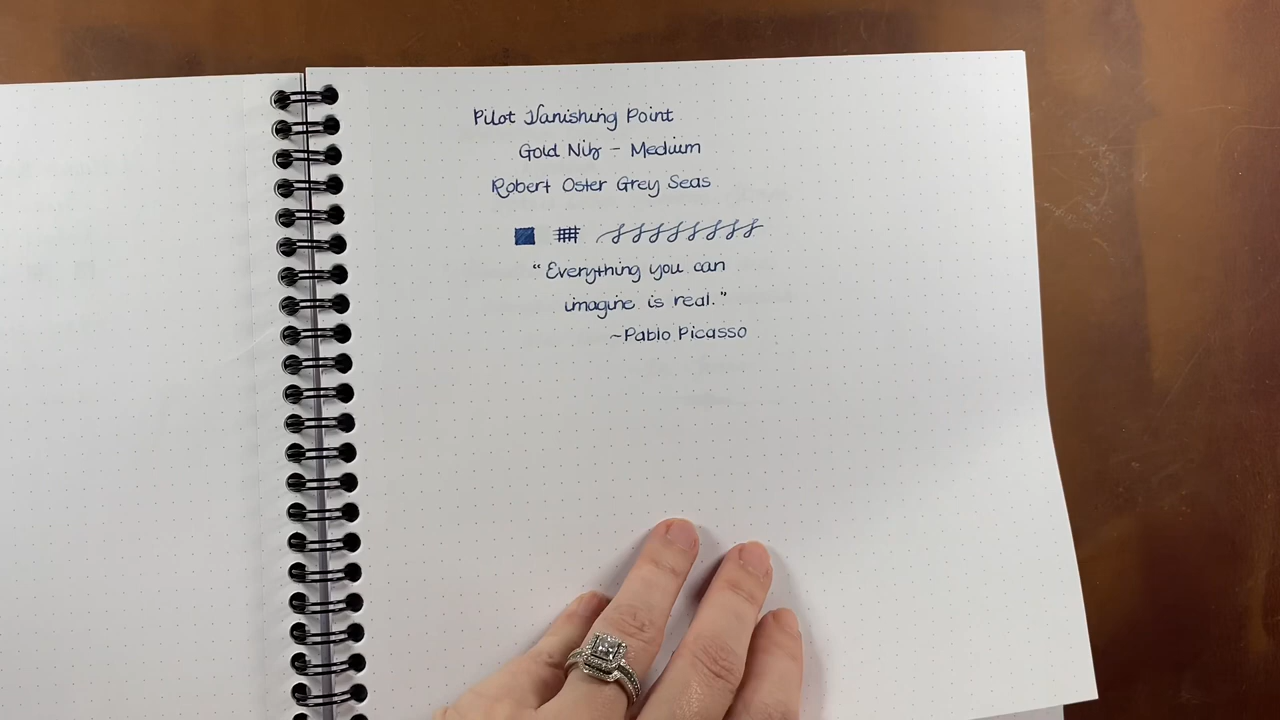 Pilot Vanishing Point
Gold Nib - Medium
Robert Oster Grey Seas
"Everything you can
imagine is real."
~Pablo Picasso